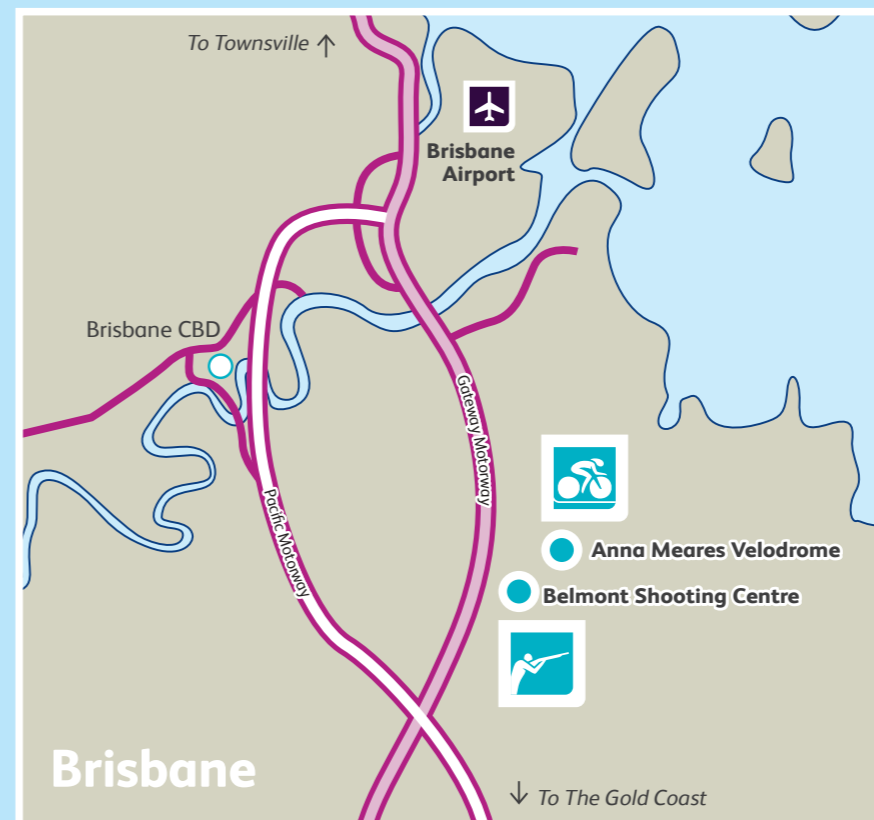 To Townsville ↑
Brisbane
Airport
Brisbane CBD
Gateway Motorway
Pacific Motorway
Anna Meares Velodrome
Belmont Shooting Centre
Brisbane
↓ To The Gold Coast